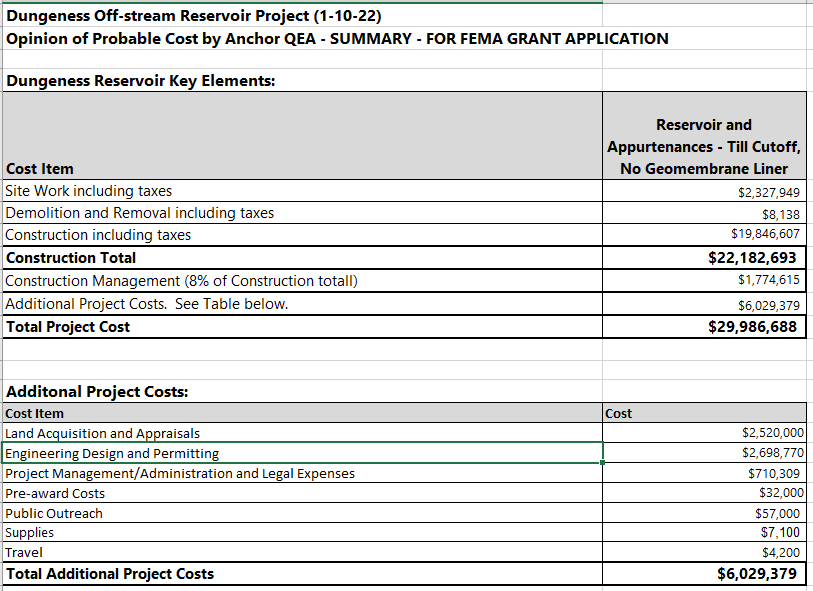 Dungeness Off-stream Reservoir Project (1-10-22)
Opinion of Probable Cost by Anchor QEA - SUMMARY - FOR FEMA GRANT APPLICATION
Dungeness Reservoir Key Elements:
Cost Item
Reservoir and
Appurtenances - Till Cutoff,
No Geomembrane Liner
Site Work including taxes $2,327,949
Demolition and Removal including taxes $8,138
Construction including taxes $19,846,607
Construction Total $22,182,693
Construction Management (8% of Construction totall) $1,774,615
Additional Project Costs. See Table below. $6,029,379
Total Project Cost $29,986,688
Additonal Project Costs:
Cost Item Cost
Land Acquisition and Appraisals $2,520,000
Engineering Design and Permitting $2,698,770
Project Management/Administration and Legal Expenses $710,309
Pre-award Costs $32,000
Public Outreach $57,000
Supplies $7,100
Travel $4,200
Total Additional Project Costs $6,029,379